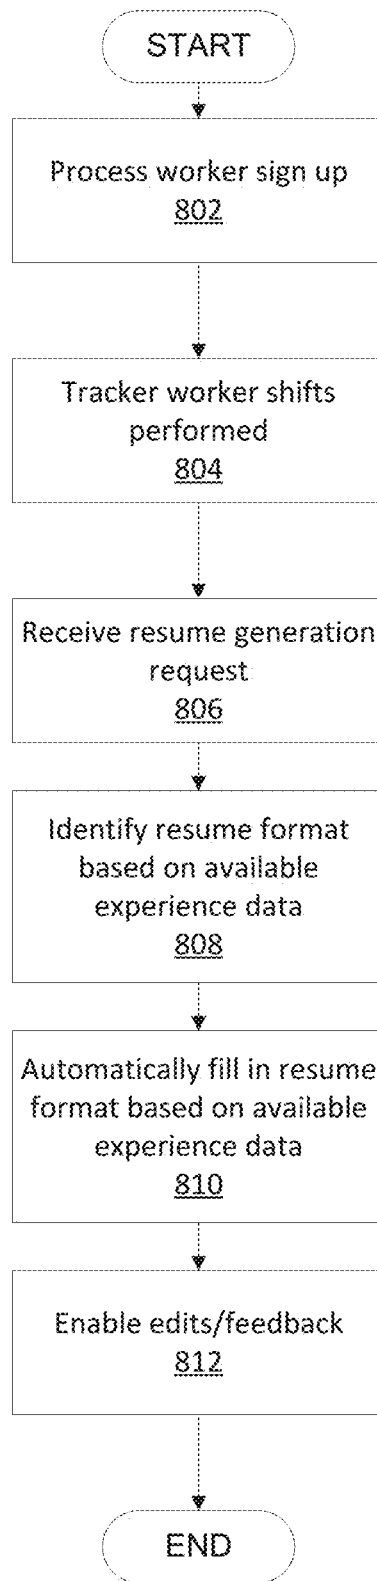 START
Process worker sign up
802
Tracker worker shifts
performed
804
Receive resume generation
request
806
Identify resume format
based on available
experience data
808
Automatically fill in resume
format based on available
experience data
810
Enable edits/feedback
812
END